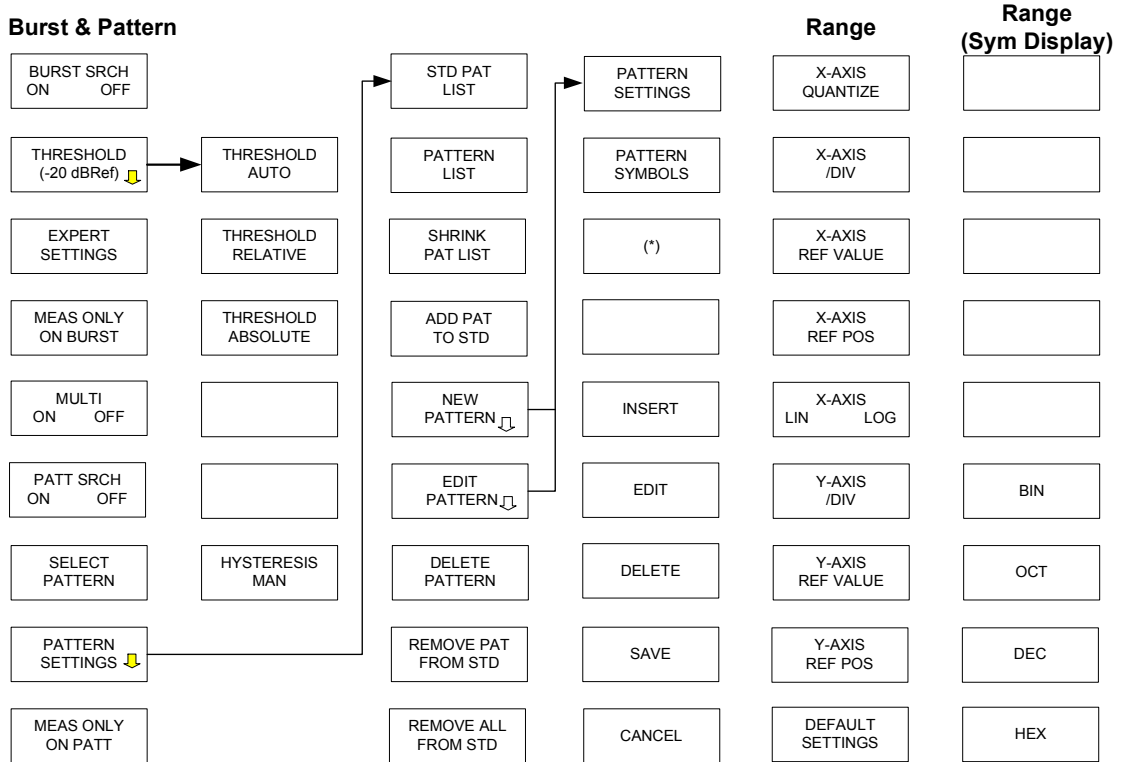 Burst & Pattern
BURST SRCH
ON OFF
THRESHOLD
(-20 dBRef)
EXPERT
SETTINGS
MEAS ONLY
ON BURST
MULTI
ON OFF
PATT SRCH
ON OFF
SELECT
PATTERN
PATTERN
SETTINGS
MEAS ONLY
ON PATT
THRESHOLD
AUTO
THRESHOLD
RELATIVE
THRESHOLD
ABSOLUTE
HYSTERESIS
MAN
STD PAT
LIST
PATTERN
LIST
SHRINK
PAT LIST
ADD PAT
TO STD
NEW
PATTERN
EDIT
PATTERN
DELETE
PATTERN
REMOVE PAT
FROM STD
REMOVE ALL
FROM STD
PATTERN
SETTINGS
PATTERN
SYMBOLS
(*)
INSERT
EDIT
DELETE
SAVE
CANCEL
Range
X-AXIS
QUANTIZE
X-AXIS
/DIV
X-AXIS
REF VALUE
X-AXIS
REF POS
X-AXIS
LIN LOG
Y-AXIS
/DIV
Y-AXIS
REF VALUE
Y-AXIS
REF POS
DEFAULT
SETTINGS
Range
(Sym Display)
BIN
OCT
DEC
HEX